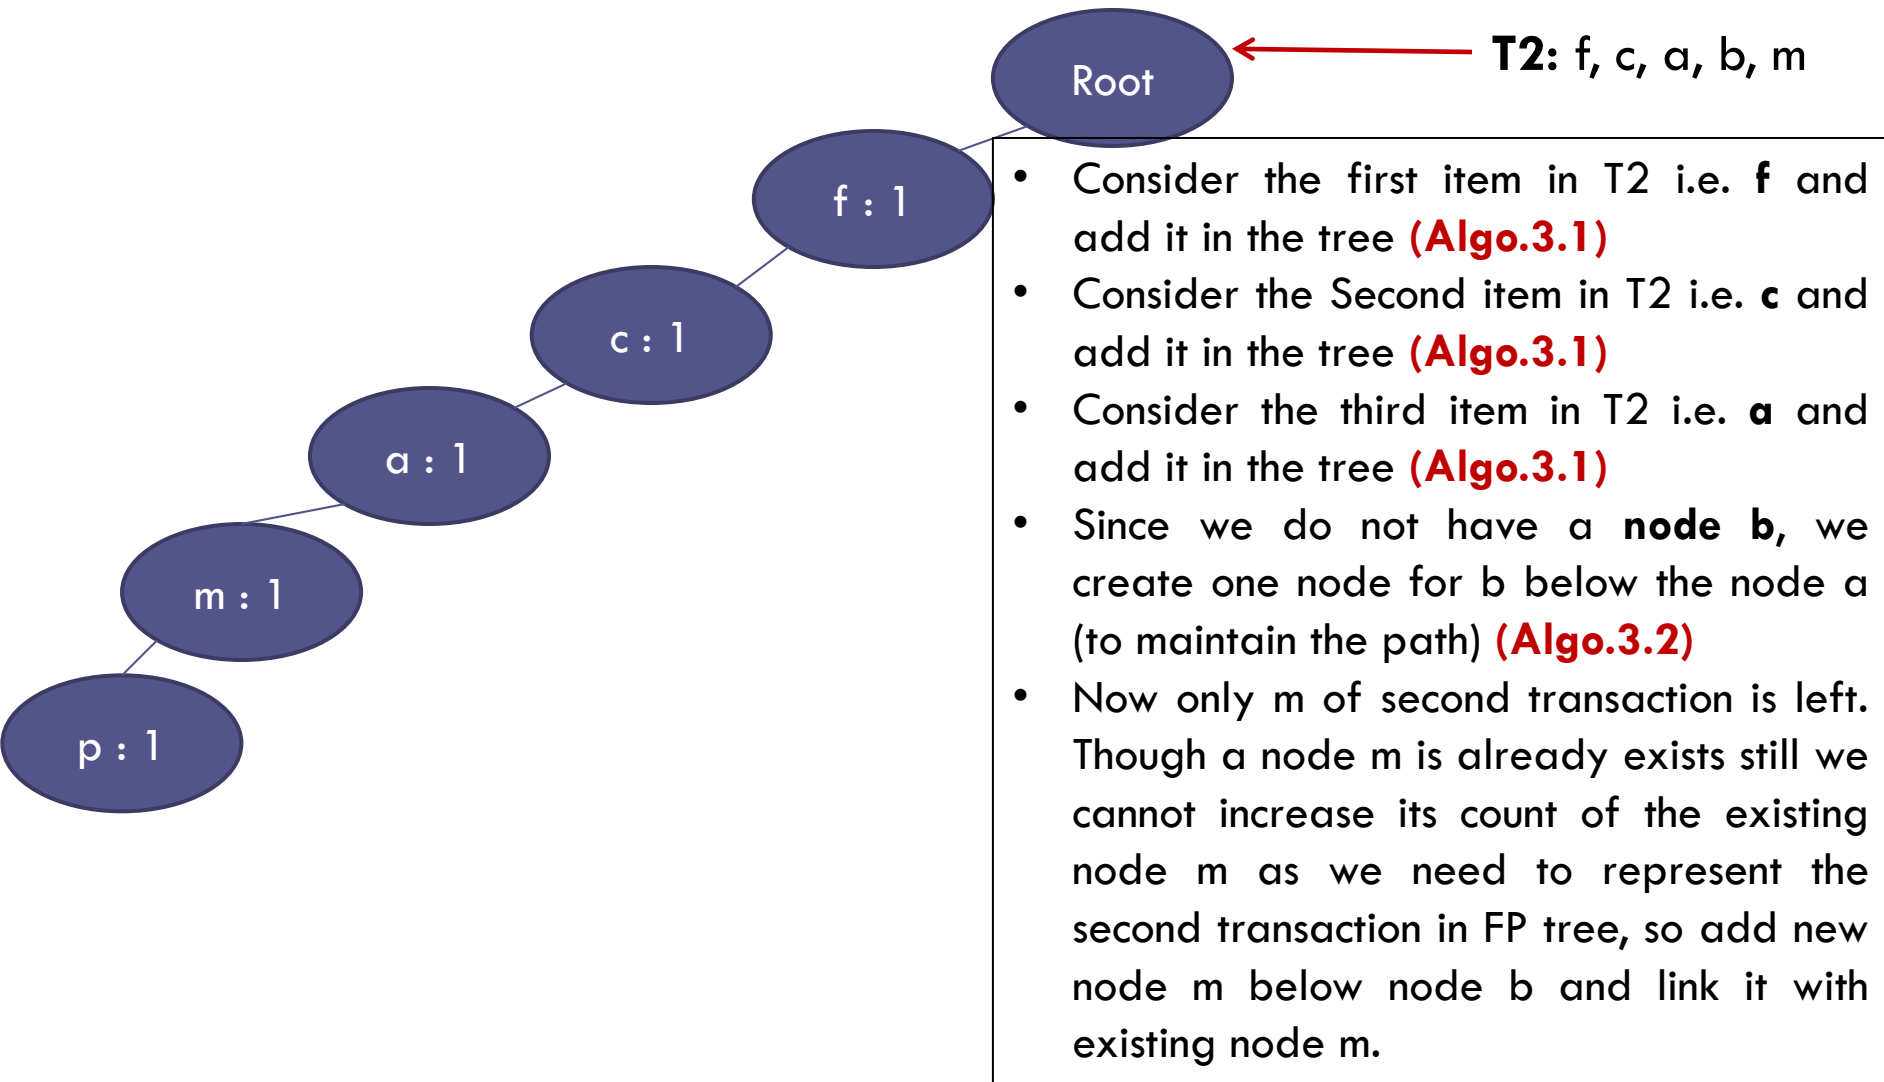 Root
T2: f, c, a, b, m
f : 1
c : 1
a : 1
m : 1
p : 1
• Consider the first item in T2 i.e. f and
add it in the tree (Algo.3.1)
• Consider the Second item in T2 i.e. c and
add it in the tree (Algo.3.1)
• Consider the third item in T2 i.e. a and
add it in the tree (Algo.3.1)
• Since we do not have a node b, we
create one node for b below the node a
(to maintain the path) (Algo.3.2)
• Now only m of second transaction is left.
Though a node m is already exists still we
cannot increase its count of the existing
node m as we need to represent the
second transaction in FP tree, so add new
node m below node b and link it with
existing node m.